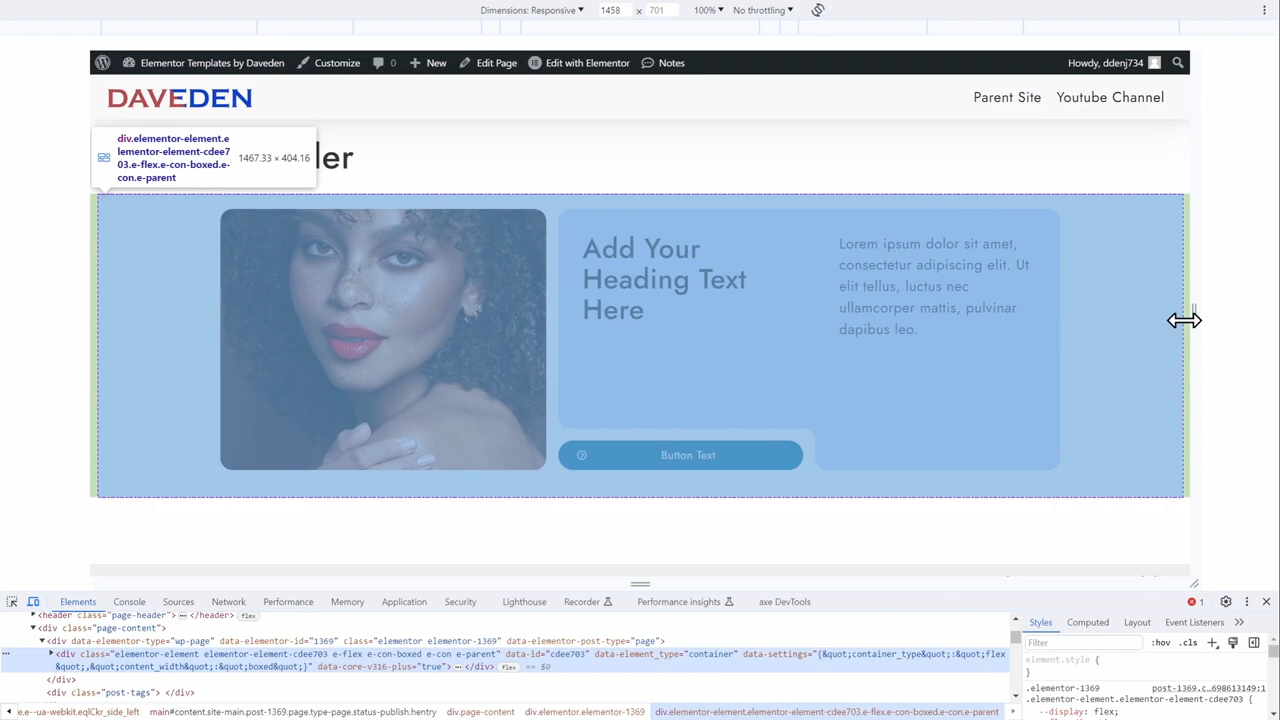 Dimensions: Responsive 1458 × 701 100% No throttling
Elementor Templates by Daveden Customize 0 New Edit Page Edit with Elementor Notes Howdy, ddenj734
DAVEDEN Parent Site Youtube Channel
div.elementor-element.e
lementor-element-cdee7
03.e-flex.e-con-boxed.e-
con.e-parent
1467.33 × 404.16
der
Add Your
Heading Text
Here
Lorem ipsum dolor sit amet,
consectetur adipiscing elit. Ut
elit tellus, luctus nec
ullamcorper mattis, pulvinar
dapibus leo.
Button Text
Elements Console Sources Network Performance Memory Application Security Lighthouse Recorder Performance insights axe DevTools 1
<header class="page-header"> </header> flex
<div class="page-content">
<div data-elementor-type="wp-page" data-elementor-id="1369" class="elementor elementor-1369" data-elementor-post-type="page">
<div class="elementor-element elementor-element-cdee703 e-flex e-con-boxed e-con e-parent" data-id="cdee703" data-element_type="container" data-settings="{&quot;container_type&quot;:&quot;flex
&quot;,&quot;content_width&quot;:&quot;boxed&quot;}" data-core-v316-plus="true"> </div> flex == $0
</div>
<div class="post-tags"> </div>
e.e--ua-webkit.eqlCkr_side_left main#content.site-main.post-1369.page.type-page.status-publish.hentry div.page-content div.elementor.elementor-1369 div.elementor-element.elementor-element-cdee703.e-flex.e-con-boxed.e-con.e-parent
Styles Computed Layout Event Listeners
Filter :hov .cls
element.style {
}
.elementor-1369 post-1369.c…698613149:1
.elementor-element.elementor-element-cdee703 {
--display: flex;